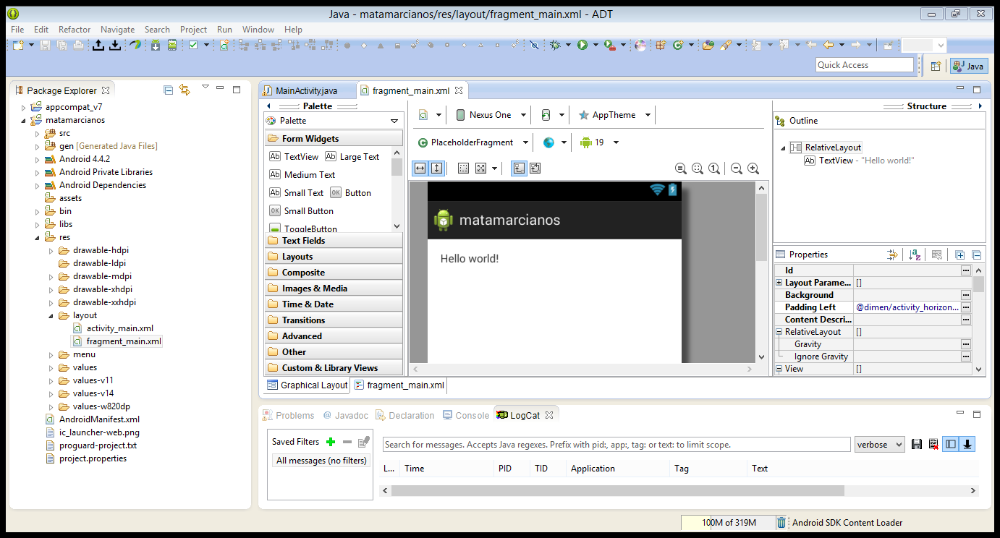 Java - matamarcianos/res/layout/fragment_main.xml - ADT
File Edit Refactor Navigate Search Project Run Window Help
Quick Access
Java
Package Explorer
appcompat_v7
matamarcianos
src
gen [Generated Java Files]
Android 4.4.2
Android Private Libraries
Android Dependencies
assets
bin
libs
res
drawable-hdpi
drawable-ldpi
drawable-mdpi
drawable-xhdpi
drawable-xxhdpi
layout
activity_main.xml
fragment_main.xml
menu
values
values-v11
values-v14
values-w820dp
AndroidManifest.xml
ic_launcher-web.png
proguard-project.txt
project.properties
MainActivity.java
fragment_main.xml
Palette
Palette
Form Widgets
Ab TextView Ab Large Text
Ab Medium Text
Ab Small Text OK Button
OK Small Button
ToggleButton
Text Fields
Layouts
Composite
Images & Media
Time & Date
Transitions
Advanced
Other
Custom & Library Views
Nexus One
AppTheme
PlaceholderFragment
19
matamarcianos
Hello world!
Graphical Layout
fragment_main.xml
Structure
Outline
RelativeLayout
Ab TextView - "Hello world!"
Properties
Id
Layout Parame... []
Background
Padding Left @dimen/activity_horizon...
Content Descri...
RelativeLayout []
Gravity
Ignore Gravity
View []
Problems @ Javadoc Declaration Console LogCat
Saved Filters
All messages (no filters)
Search for messages. Accepts Java regexes. Prefix with pid:, app:, tag: or text: to limit scope.
verbose
L... Time PID TID Application Tag Text
100M of 319M
Android SDK Content Loader